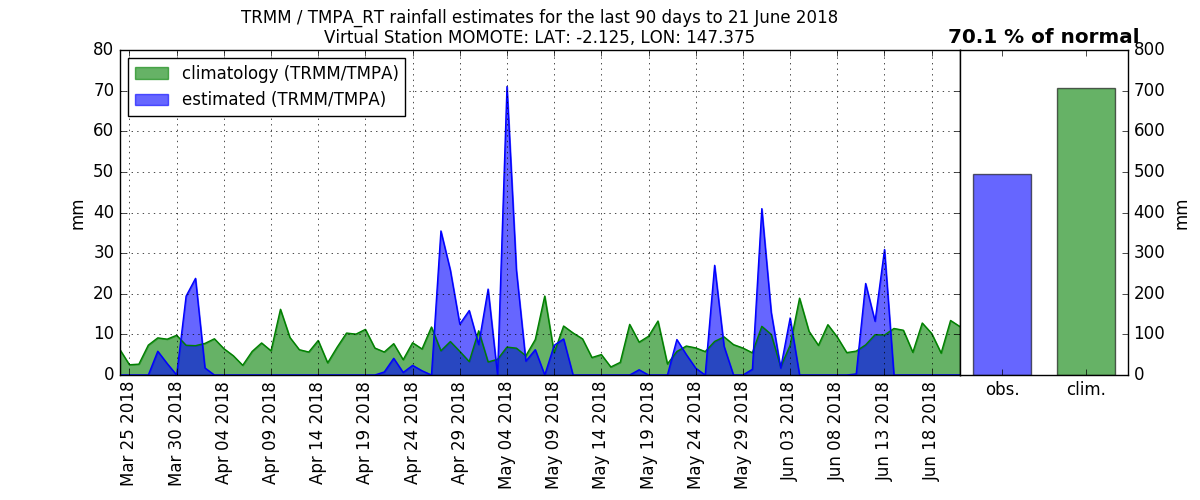 TRMM / TMPA_RT rainfall estimates for the last 90 days to 21 June 2018
Virtual Station MOMOTE: LAT: -2.125, LON: 147.375
70.1 % of normal
climatology (TRMM/TMPA)
estimated (TRMM/TMPA)
mm
80
70
60
50
40
30
20
10
0
Mar 25 2018
Mar 30 2018
Apr 04 2018
Apr 09 2018
Apr 14 2018
Apr 19 2018
Apr 24 2018
Apr 29 2018
May 04 2018
May 09 2018
May 14 2018
May 19 2018
May 24 2018
May 29 2018
Jun 03 2018
Jun 08 2018
Jun 13 2018
Jun 18 2018
obs.
clim.
800
700
600
500
400
300
200
100
0
mm